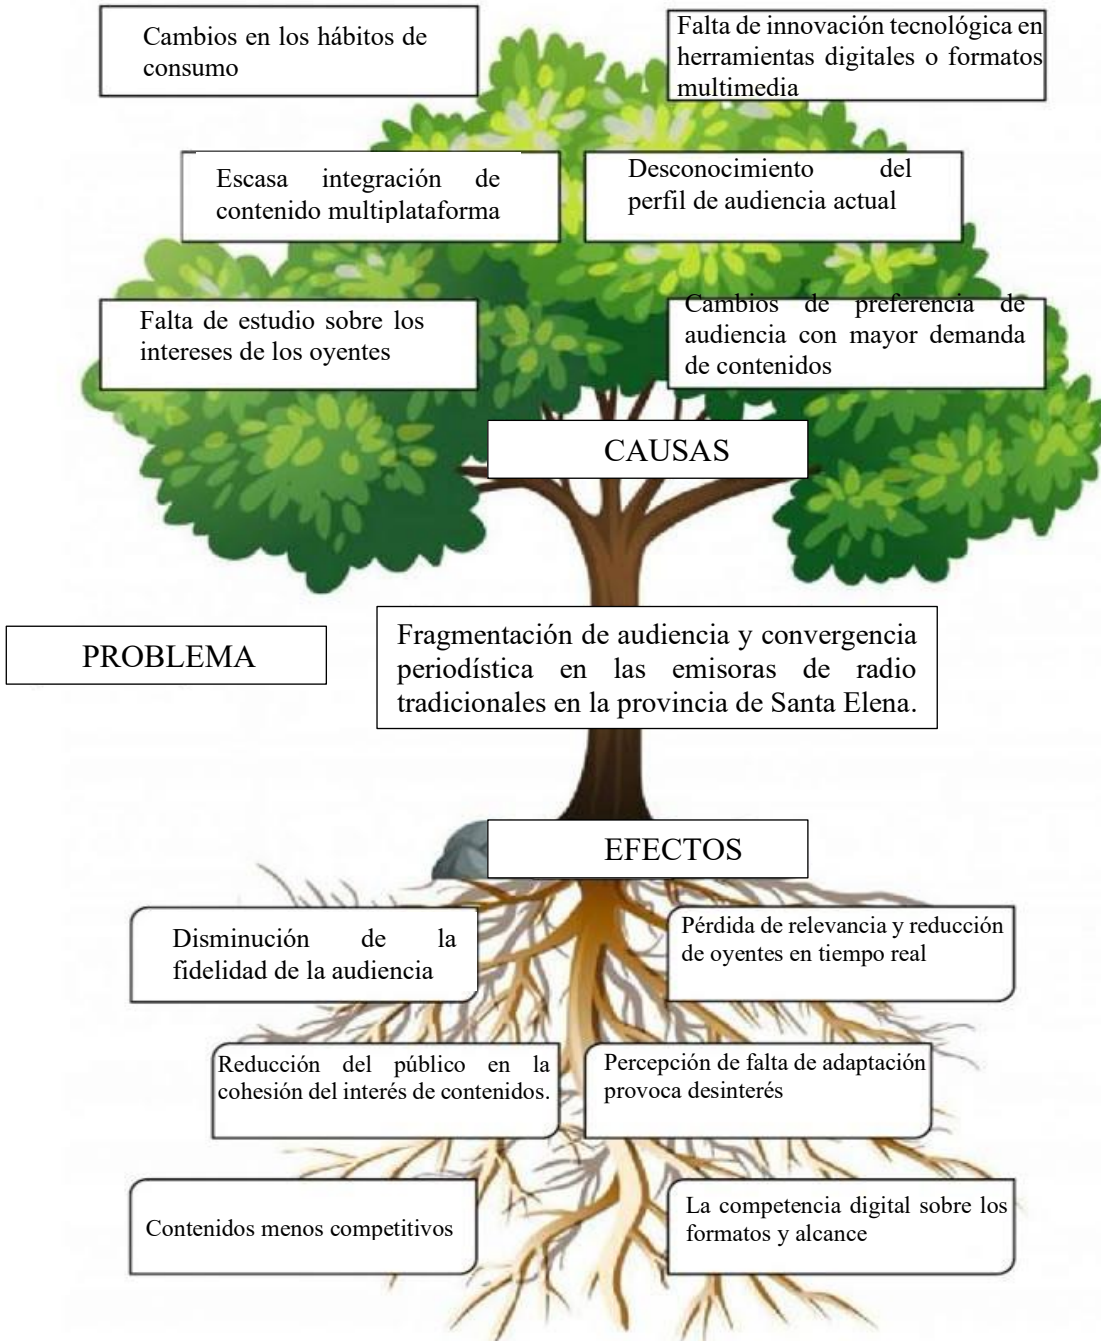 Cambios en los hábitos de
consumo
Falta de innovación tecnológica en
herramientas digitales o formatos
multimedia
Escasa integración de
contenido multiplataforma
Desconocimiento del
perfil de audiencia actual
Falta de estudio sobre los
intereses de los oyentes
Cambios de preferencia de
audiencia con mayor demanda
de contenidos
CAUSAS
PROBLEMA
Fragmentación de audiencia y convergencia
periodística en las emisoras de radio
tradicionales en la provincia de Santa Elena.
EFECTOS
Disminución de la
fidelidad de la audiencia
Pérdida de relevancia y reducción
de oyentes en tiempo real
Reducción del público en la
cohesión del interés de contenidos.
Percepción de falta de adaptación
provoca desinterés
Contenidos menos competitivos
La competencia digital sobre los
formatos y alcance